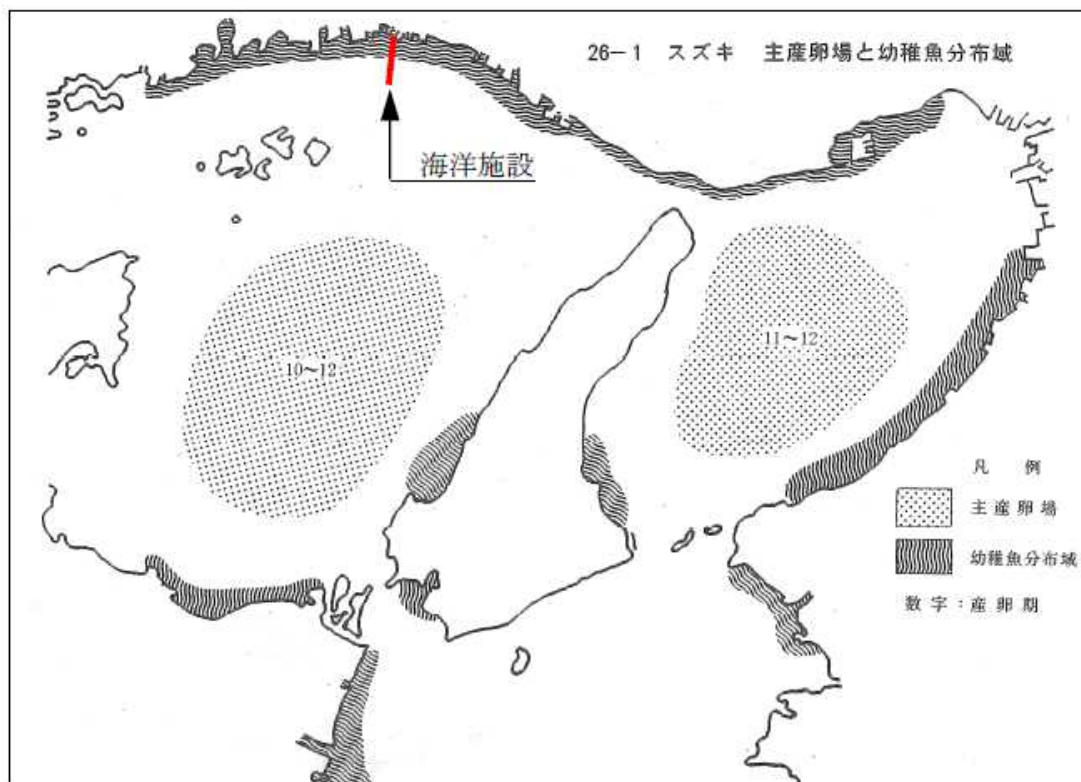 26-1 スズキ 主産卵場と幼稚魚分布域
海洋施設
10~12
11~12
凡 例
主産卵場
幼稚魚分布域
数字:産卵期